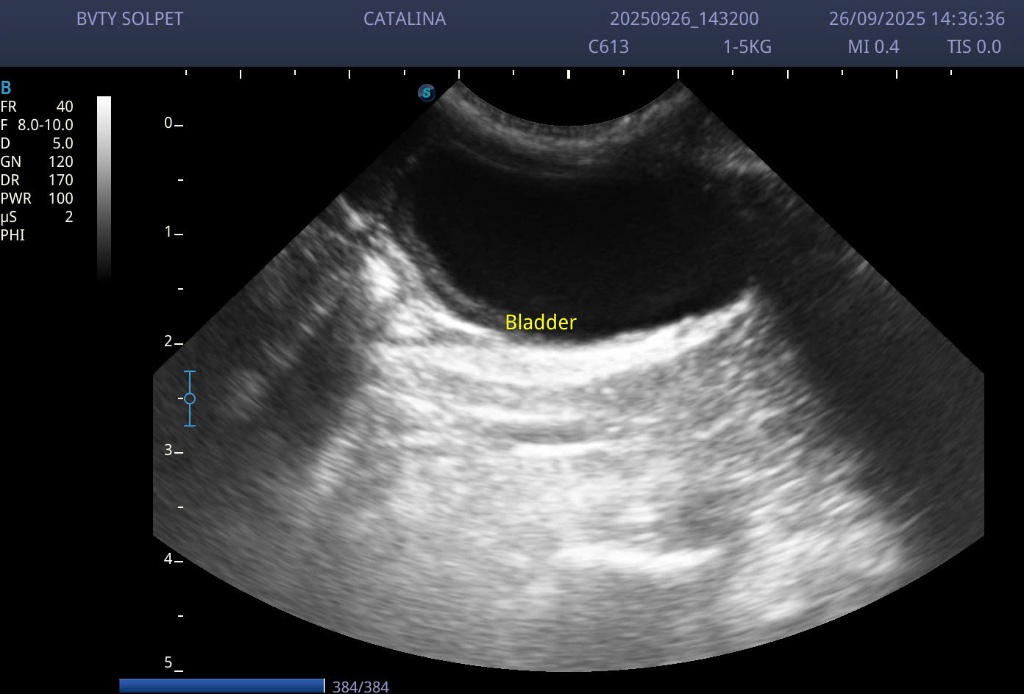 BVTY SOLPET CATALINA 20250926_143200 26/09/2025 14:36:36
C613 1-5KG MI 0.4 TIS 0.0
B
S
FR 40
F 8.0-10.0
D 5.0
GN 120
DR 170
PWR 100
µS 2
PHI
0
1
2
3
4
5
Bladder
384/384